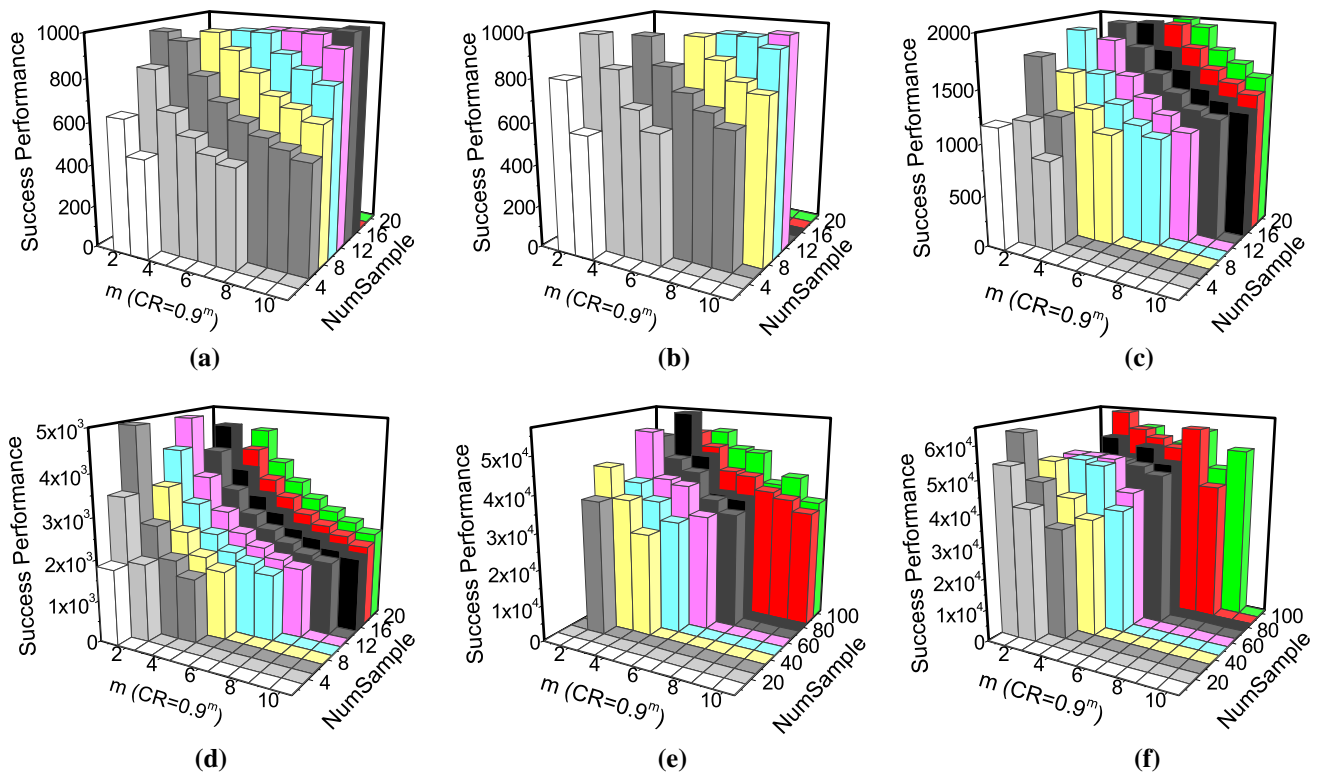 1000
800
600
400
200
0
Success Performance
2
4
6
8
10
m (CR=0.9^m)
4
8
12
16
20
NumSample
(a)
1000
800
600
400
200
0
Success Performance
2
4
6
8
10
m (CR=0.9^m)
4
8
12
16
20
NumSample
(b)
2000
1500
1000
500
0
Success Performance
2
4
6
8
10
m (CR=0.9^m)
4
8
12
16
20
NumSample
(c)
5x10^3
4x10^3
3x10^3
2x10^3
1x10^3
0
Success Performance
2
4
6
8
10
m (CR=0.9^m)
4
8
12
16
20
NumSample
(d)
5x10^4
4x10^4
3x10^4
2x10^4
1x10^4
0
Success Performance
2
4
6
8
10
m (CR=0.9^m)
20
40
60
80
100
NumSample
(e)
6x10^4
5x10^4
4x10^4
3x10^4
2x10^4
1x10^4
0
Success Performance
2
4
6
8
10
m (CR=0.9^m)
20
40
60
80
100
NumSample
(f)